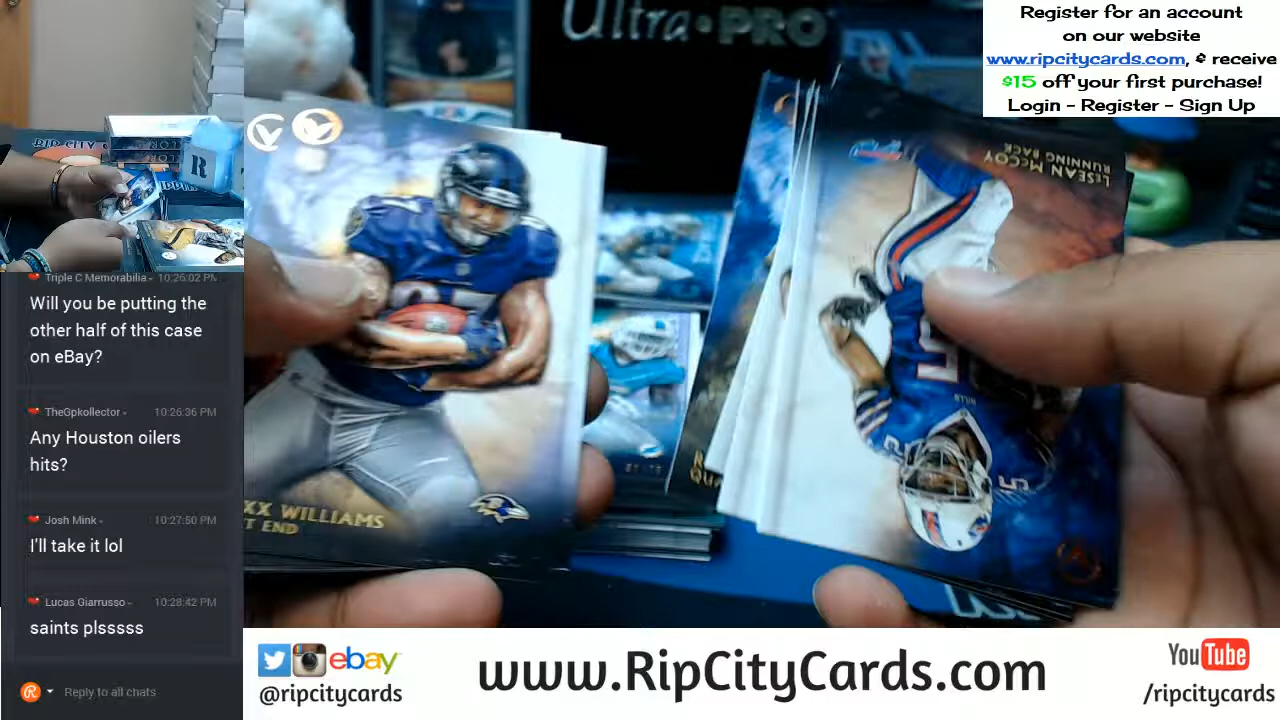 Register for an account
on our website
www.ripcitycards.com, & receive
$15 off your first purchase!
Login - Register - Sign Up
Ultra•PRO
LESEAN McCOY
RUNNING BACK
BILLS
XX WILLIAMS
T END
Triple C Memorabilia - 10:26:02 PM
Will you be putting the
other half of this case
on eBay?
TheGpkollector - 10:26:36 PM
Any Houston oilers
hits?
Josh Mink - 10:27:50 PM
I'll take it lol
Lucas Giarrusso - 10:28:42 PM
saints plsssss
Reply to all chats
ebay
@ripcitycards
www.RipCityCards.com
YouTube
/ripcitycards